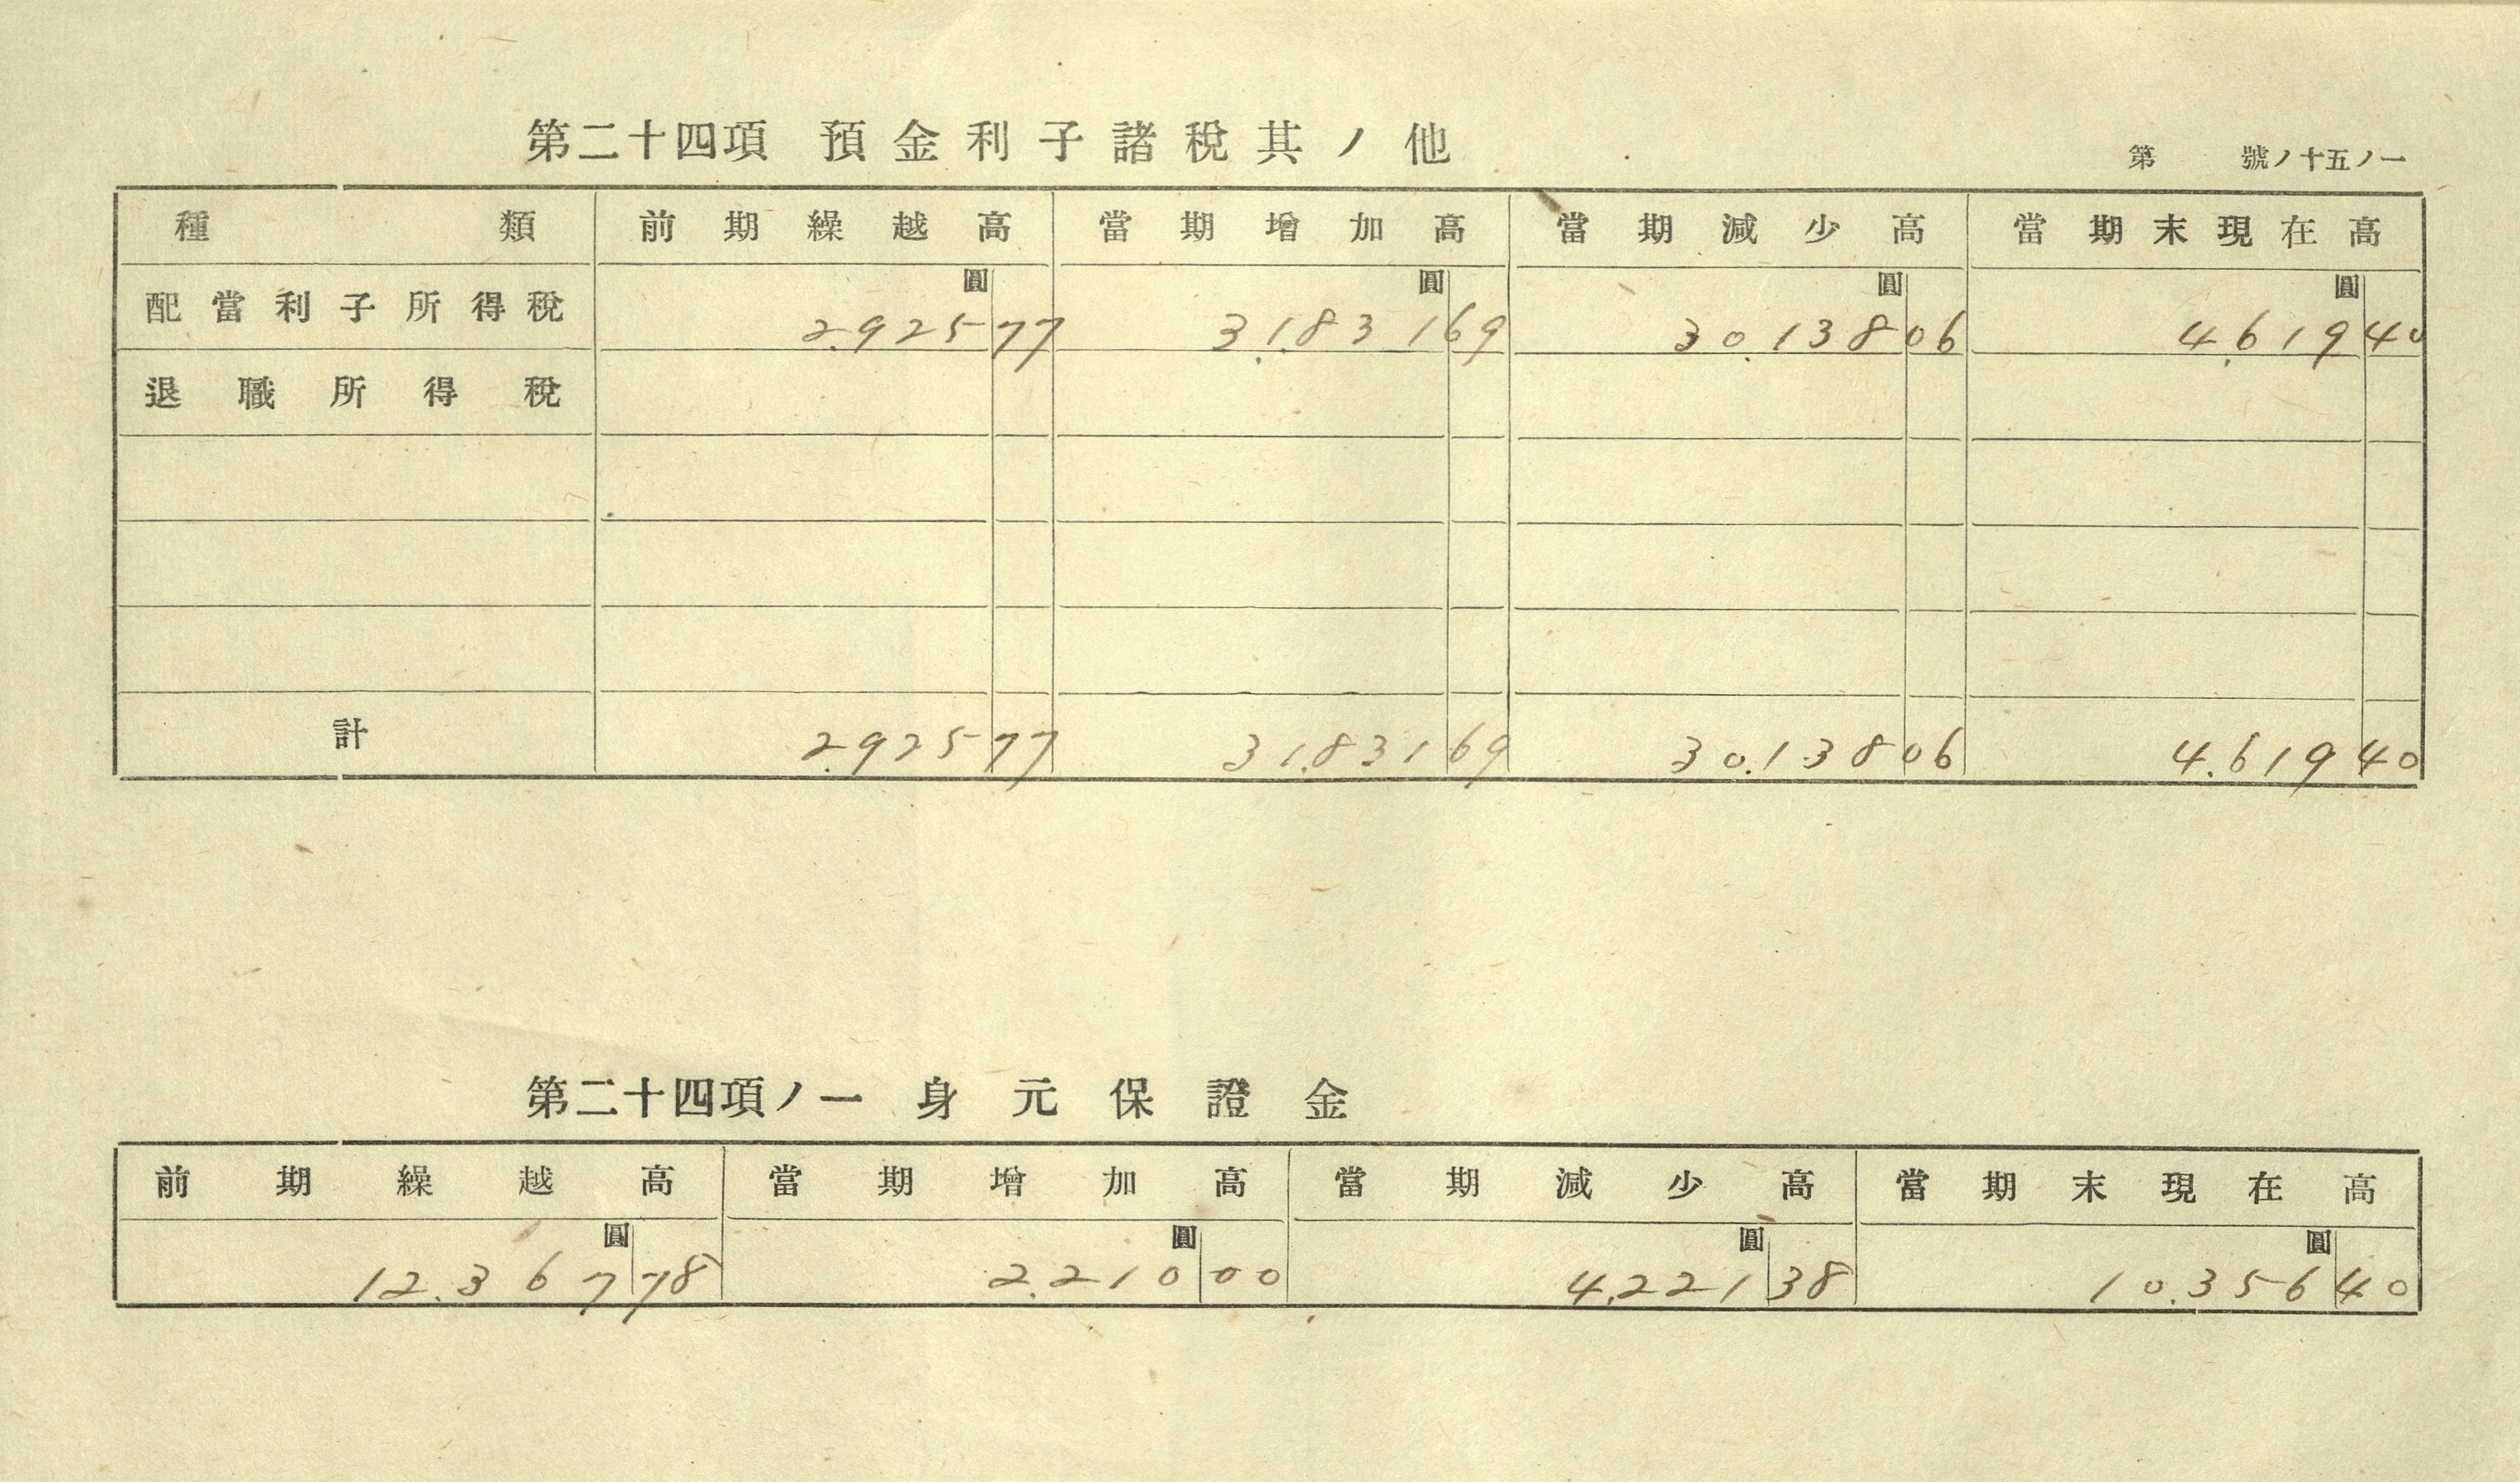 第二十四項 預金利子諸稅其ノ他
第 號ノ十五ノ一
種類 前期繰越高 當期增加高 當期減少高 當期末現在高
圓 圓 圓 圓
配當利子所得稅 2.925 77 31.831 69 30.138 06 4.619 40
退職所得稅
計 2.925 77 31.831 69 30.138 06 4.619 40
第二十四項ノ一 身元保證金
前期繰越高 當期增加高 當期減少高 當期末現在高
圓 圓 圓 圓
12.367 78 2.210 00 4.221 38 10.356 40